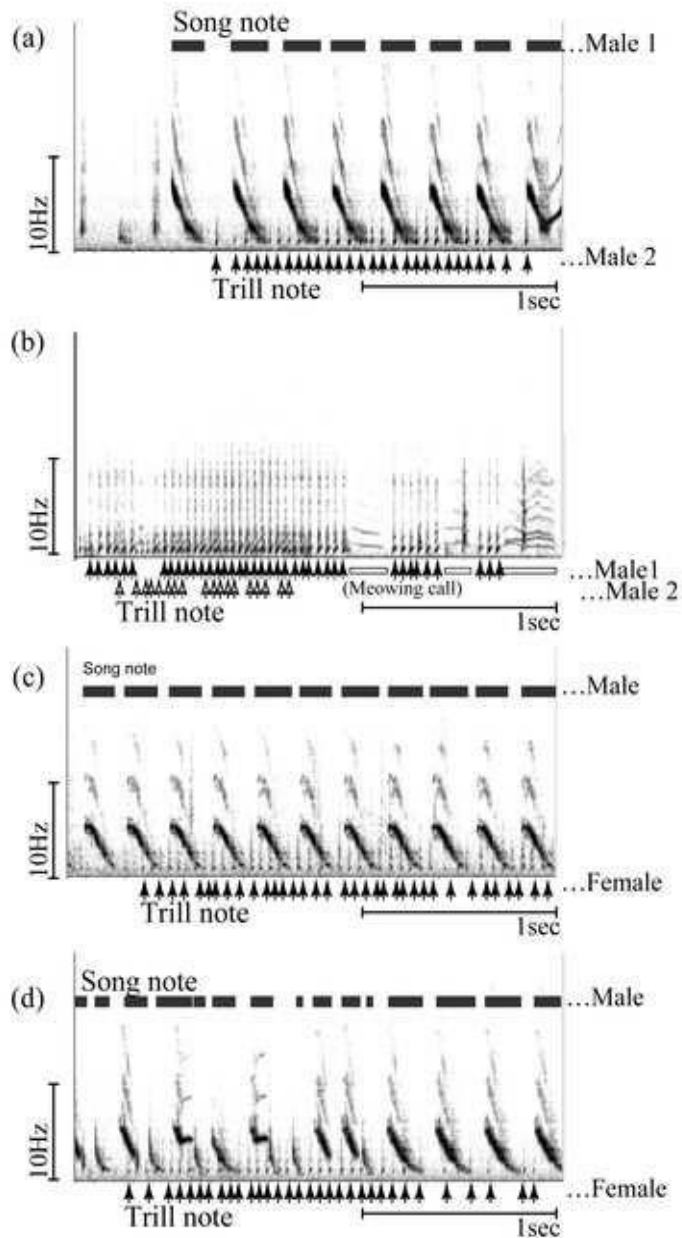 (a)
Song note
...Male 1
10Hz
...Male 2
Trill note
1sec
(b)
10Hz
...Male1
(Meowing call)
...Male 2
Trill note
1sec
(c)
Song note
...Male
10Hz
...Female
Trill note
1sec
(d)
Song note
...Male
10Hz
...Female
Trill note
1sec